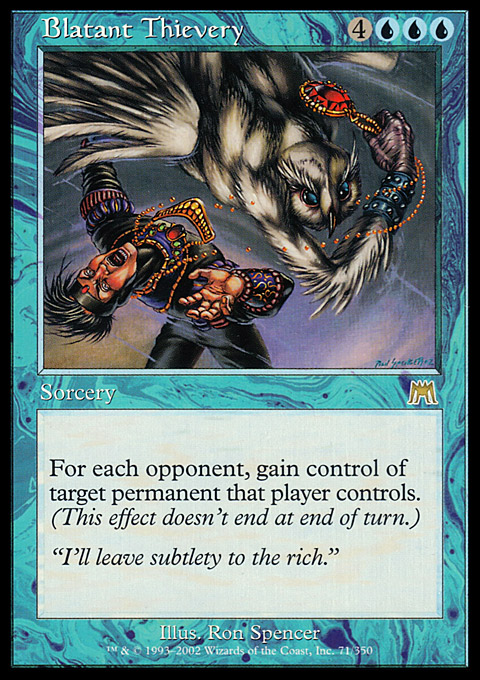 Blatant Thievery 4
Sorcery
For each opponent, gain control of
target permanent that player controls.
(This effect doesn't end at end of turn.)
"I'll leave subtlety to the rich."
Illus. Ron Spencer
™ & © 1993–2002 Wizards of the Coast, Inc. 71/350